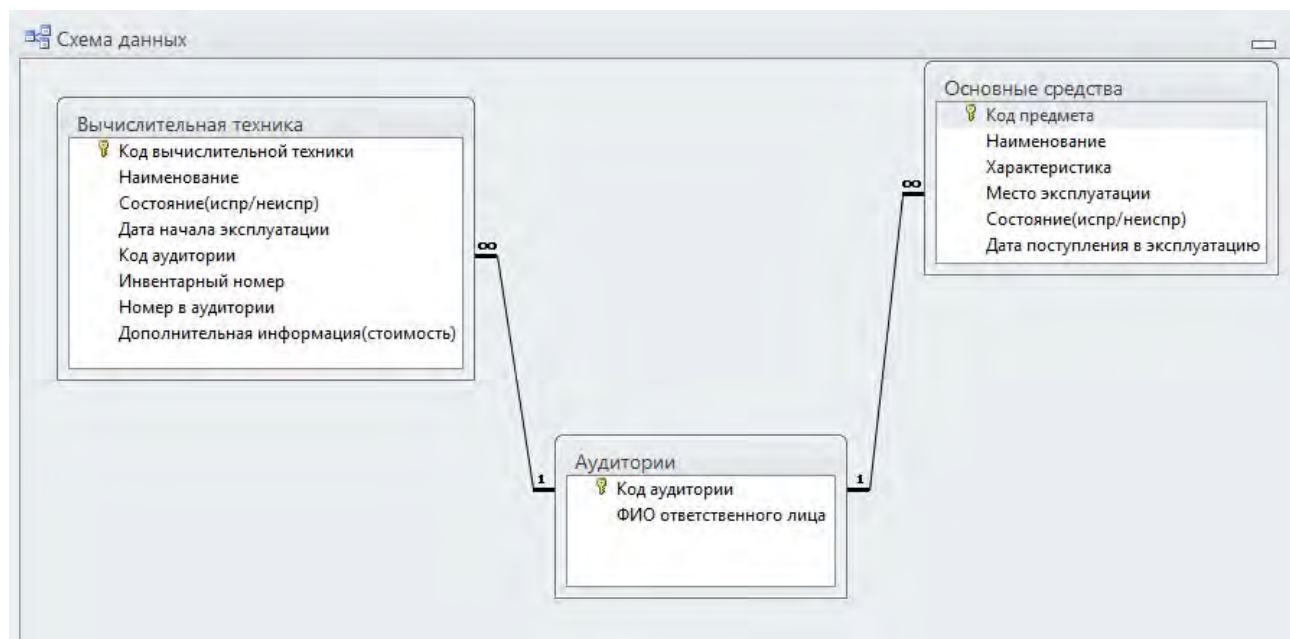 Схема данных
Вычислительная техника
Код вычислительной техники
Наименование
Состояние(испр/неиспр)
Дата начала эксплуатации
Код аудитории
Инвентарный номер
Номер в аудитории
Дополнительная информация(стоимость)
∞
1
Аудитории
Код аудитории
ФИО ответственного лица
1
∞
Основные средства
Код предмета
Наименование
Характеристика
Место эксплуатации
Состояние(испр/неиспр)
Дата поступления в эксплуатацию